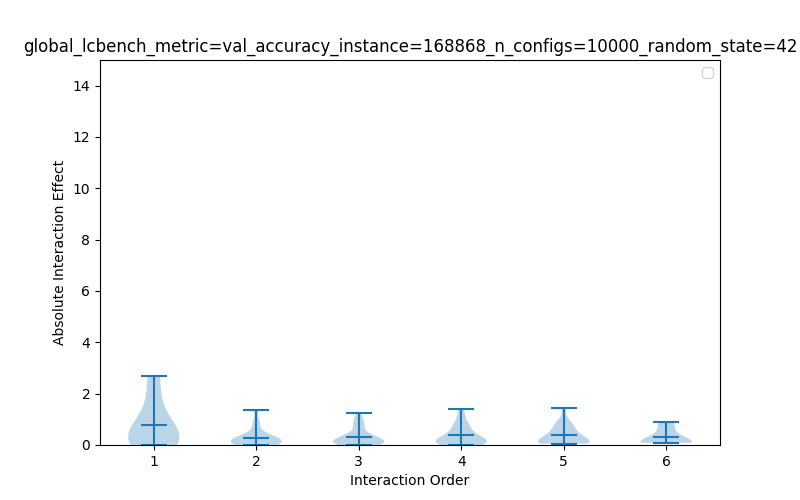 global_lcbench_metric=val_accuracy_instance=168868_n_configs=10000_random_state=42
14
12
10
8
6
4
2
0
Absolute Interaction Effect
1 2 3 4 5 6
Interaction Order